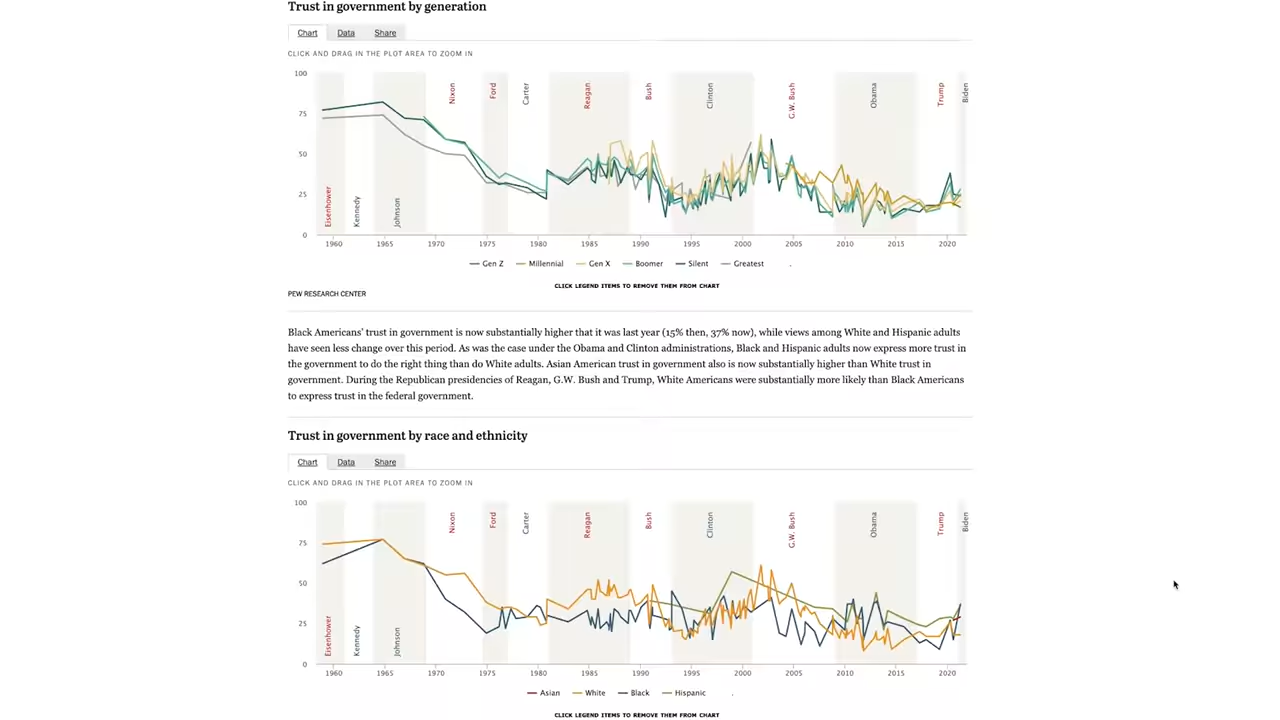 Trust in government by generation
Chart Data Share
CLICK AND DRAG IN THE PLOT AREA TO ZOOM IN
100
75
50
25
0
Eisenhower
Kennedy
Johnson
Nixon
Ford
Carter
Reagan
Bush
Clinton
G.W. Bush
Obama
Trump
Biden
1960 1965 1970 1975 1980 1985 1990 1995 2000 2005 2010 2015 2020
Gen Z Millennial Gen X Boomer Silent Greatest .
CLICK LEGEND ITEMS TO REMOVE THEM FROM CHART
PEW RESEARCH CENTER
Black Americans' trust in government is now substantially higher that it was last year (15% then, 37% now), while views among White and Hispanic adults
have seen less change over this period. As was the case under the Obama and Clinton administrations, Black and Hispanic adults now express more trust in
the government to do the right thing than do White adults. Asian American trust in government also is now substantially higher than White trust in
government. During the Republican presidencies of Reagan, G.W. Bush and Trump, White Americans were substantially more likely than Black Americans
to express trust in the federal government.
Trust in government by race and ethnicity
Chart Data Share
CLICK AND DRAG IN THE PLOT AREA TO ZOOM IN
100
75
50
25
0
Eisenhower
Kennedy
Johnson
Nixon
Ford
Carter
Reagan
Bush
Clinton
G.W. Bush
Obama
Trump
Biden
1960 1965 1970 1975 1980 1985 1990 1995 2000 2005 2010 2015 2020
Asian White Black Hispanic .
CLICK LEGEND ITEMS TO REMOVE THEM FROM CHART